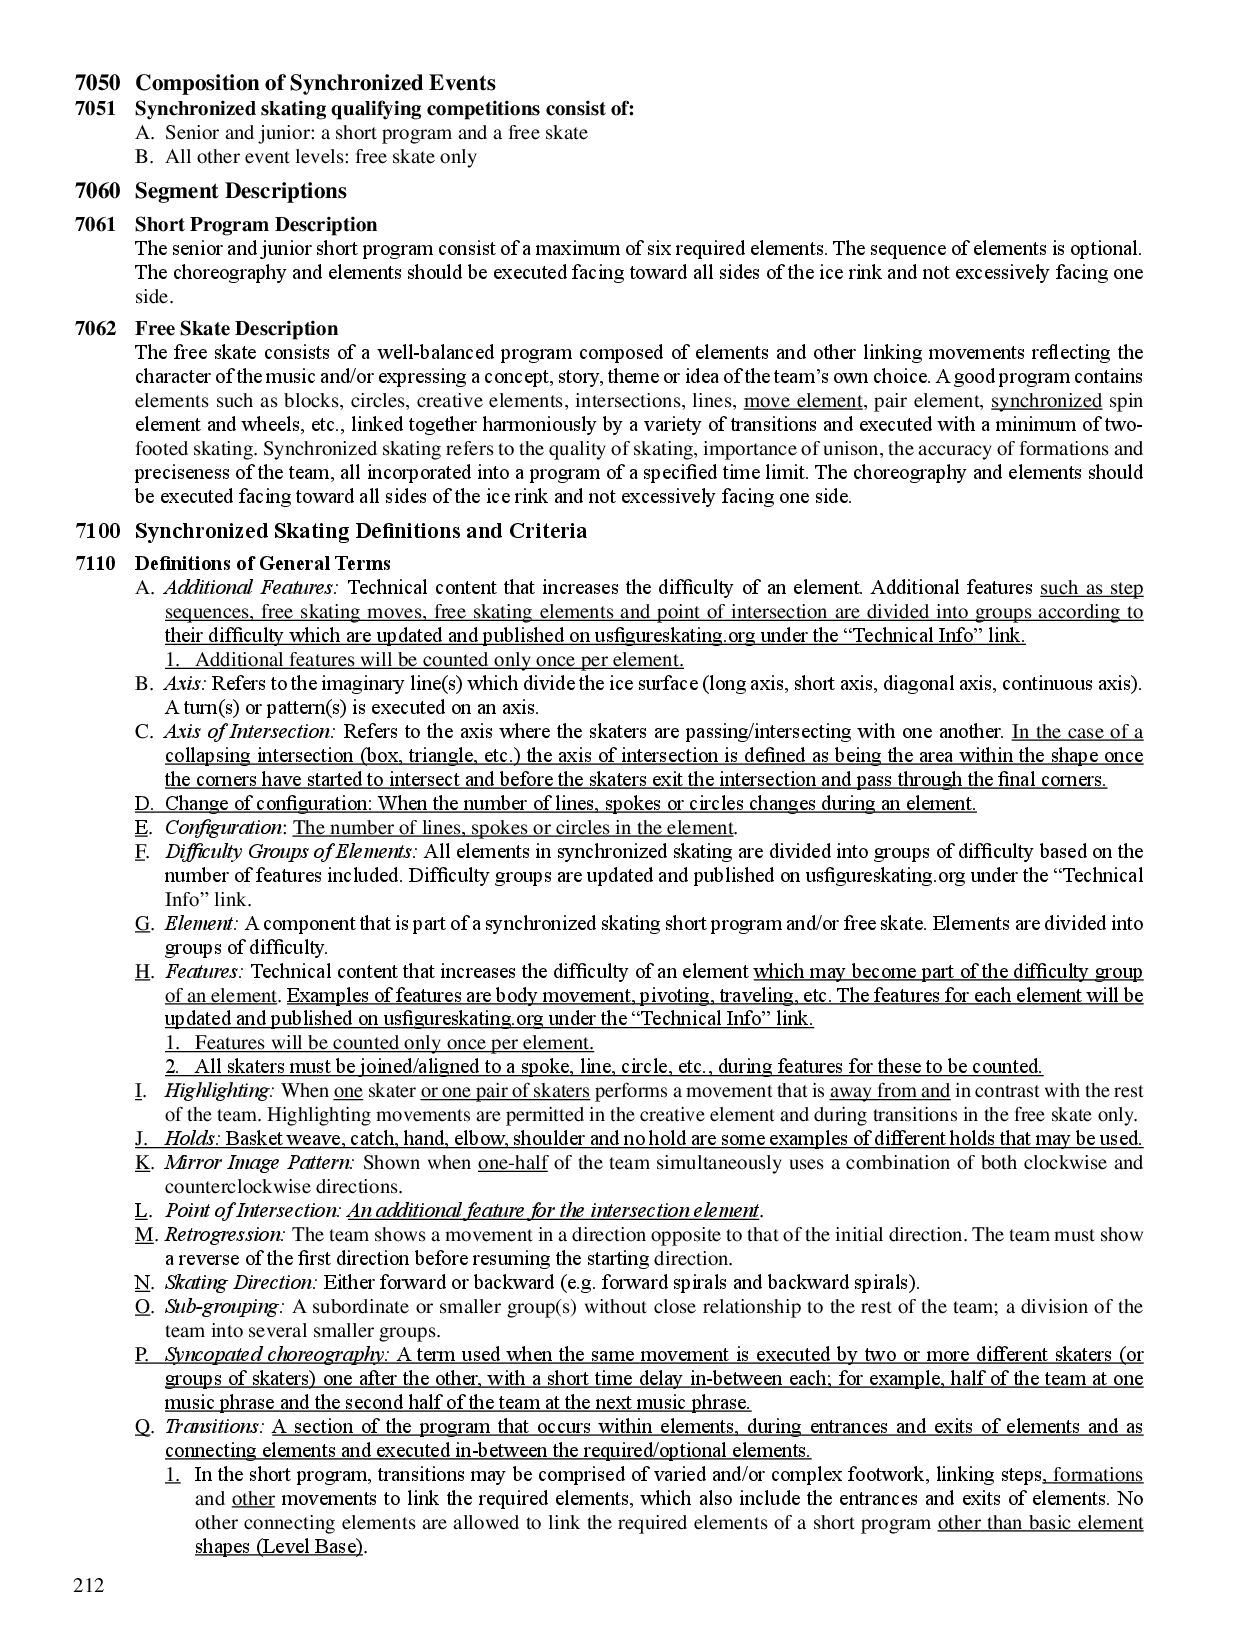 7050 Composition of Synchronized Events
7051 Synchronized skating qualifying competitions consist of:
A. Senior and junior: a short program and a free skate
B. All other event levels: free skate only
7060 Segment Descriptions
7061 Short Program Description
The senior and junior short program consist of a maximum of six required elements. The sequence of elements is optional.
The choreography and elements should be executed facing toward all sides of the ice rink and not excessively facing one
side.
7062 Free Skate Description
The free skate consists of a well-balanced program composed of elements and other linking movements reflecting the
character of the music and/or expressing a concept, story, theme or idea of the team's own choice. A good program contains
elements such as blocks, circles, creative elements, intersections, lines, move element, pair element, synchronized spin
element and wheels, etc., linked together harmoniously by a variety of transitions and executed with a minimum of two-
footed skating. Synchronized skating refers to the quality of skating, importance of unison, the accuracy of formations and
preciseness of the team, all incorporated into a program of a specified time limit. The choreography and elements should
be executed facing toward all sides of the ice rink and not excessively facing one side.
7100 Synchronized Skating Definitions and Criteria
7110 Definitions of General Terms
A. Additional Features: Technical content that increases the difficulty of an element. Additional features such as step
sequences, free skating moves, free skating elements and point of intersection are divided into groups according to
their difficulty which are updated and published on usfigureskating.org under the “Technical Info” link.
1. Additional features will be counted only once per element.
B. Axis: Refers to the imaginary line(s) which divide the ice surface (long axis, short axis, diagonal axis, continuous axis).
A turn(s) or pattern(s) is executed on an axis.
C. Axis of Intersection: Refers to the axis where the skaters are passing/intersecting with one another. In the case of a
collapsing intersection (box, triangle, etc.) the axis of intersection is defined as being the area within the shape once
the corners have started to intersect and before the skaters exit the intersection and pass through the final corners.
D. Change of configuration: When the number of lines, spokes or circles changes during an element.
E. Configuration: The number of lines, spokes or circles in the element.
F. Difficulty Groups of Elements: All elements in synchronized skating are divided into groups of difficulty based on the
number of features included. Difficulty groups are updated and published on usfigureskating.org under the “Technical
Info” link.
G. Element: A component that is part of a synchronized skating short program and/or free skate. Elements are divided into
groups of difficulty.
H. Features: Technical content that increases the difficulty of an element which may become part of the difficulty group
of an element. Examples of features are body movement, pivoting, traveling, etc. The features for each element will be
updated and published on usfigureskating.org under the “Technical Info” link.
1. Features will be counted only once per element.
2. All skaters must be joined/aligned to a spoke, line, circle, etc., during features for these to be counted.
I. Highlighting: When one skater or one pair of skaters performs a movement that is away from and in contrast with the rest
of the team. Highlighting movements are permitted in the creative element and during transitions in the free skate only.
J. Holds: Basket weave, catch, hand, elbow, shoulder and no hold are some examples of different holds that may be used.
K. Mirror Image Pattern: Shown when one-half of the team simultaneously uses a combination of both clockwise and
counterclockwise directions.
L. Point of Intersection: An additional feature for the intersection element.
M. Retrogression: The team shows a movement in a direction opposite to that of the initial direction. The team must show
a reverse of the first direction before resuming the starting direction.
N. Skating Direction: Either forward or backward (e.g. forward spirals and backward spirals).
O. Sub-grouping: A subordinate or smaller group(s) without close relationship to the rest of the team; a division of the
team into several smaller groups.
P. Syncopated choreography: A term used when the same movement is executed by two or more different skaters (or
groups of skaters) one after the other, with a short time delay in-between each; for example, half of the team at one
music phrase and the second half of the team at the next music phrase.
Q. Transitions: A section of the program that occurs within elements, during entrances and exits of elements and as
connecting elements and executed in-between the required/optional elements.
1. In the short program, transitions may be comprised of varied and/or complex footwork, linking steps, formations
and other movements to link the required elements, which also include the entrances and exits of elements. No
other connecting elements are allowed to link the required elements of a short program other than basic element
shapes (Level Base).
212